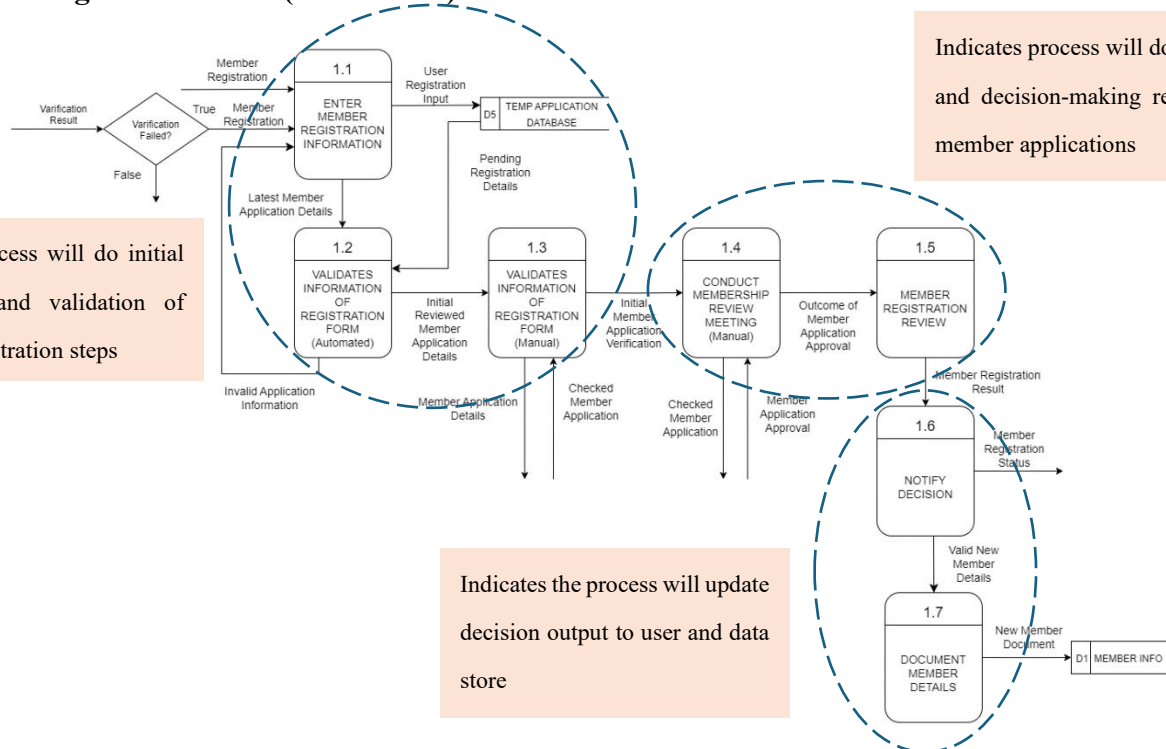 Member
Registration
1.1
ENTER
MEMBER
REGISTRATION
INFORMATION
User
Registration
Input
D5
TEMP APPLICATION
DATABASE
Varification
Result
Varification
Failed?
True
Member
Registration
False
Pending
Registration
Details
Latest Member
Application Details
Indicates process will do
and decision-making
member applications
will do initial
and validation of
steps
1.2
VALIDATES
INFORMATION
OF
REGISTRATION
FORM
(Automated)
Initial
Reviewed
Member
Application
Details
1.3
VALIDATES
INFORMATION
OF
REGISTRATION
FORM
(Manual)
Initial
Member
Application
Verification
1.4
CONDUCT
MEMBERSHIP
REVIEW
MEETING
(Manual)
Outcome of
Member
Application
Approval
1.5
MEMBER
REGISTRATION
REVIEW
Invalid Application
Information
Member Application
Details
Checked
Member
Application
Checked
Member
Application
Member
Application
Approval
Member Registration
Result
1.6
NOTIFY
DECISION
Member
Registration
Status
Valid New
Member
Details
1.7
DOCUMENT
MEMBER
DETAILS
New Member
Document
D1
MEMBER INFO
Indicates the process will update
decision output to user and data
store